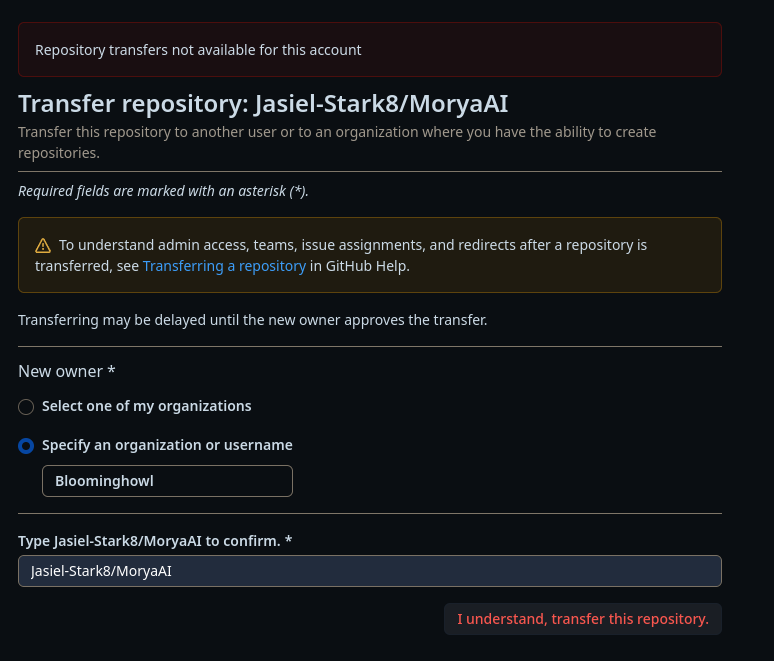 Repository transfers not available for this account
Transfer repository: Jasiel-Stark8/MoryaAI
Transfer this repository to another user or to an organization where you have the ability to create
repositories.
Required fields are marked with an asterisk (*).
To understand admin access, teams, issue assignments, and redirects after a repository is
transferred, see Transferring a repository in GitHub Help.
Transferring may be delayed until the new owner approves the transfer.
New owner *
Select one of my organizations
Specify an organization or username
Bloominghowl
Type Jasiel-Stark8/MoryaAI to confirm. *
Jasiel-Stark8/MoryaAI
I understand, transfer this repository.